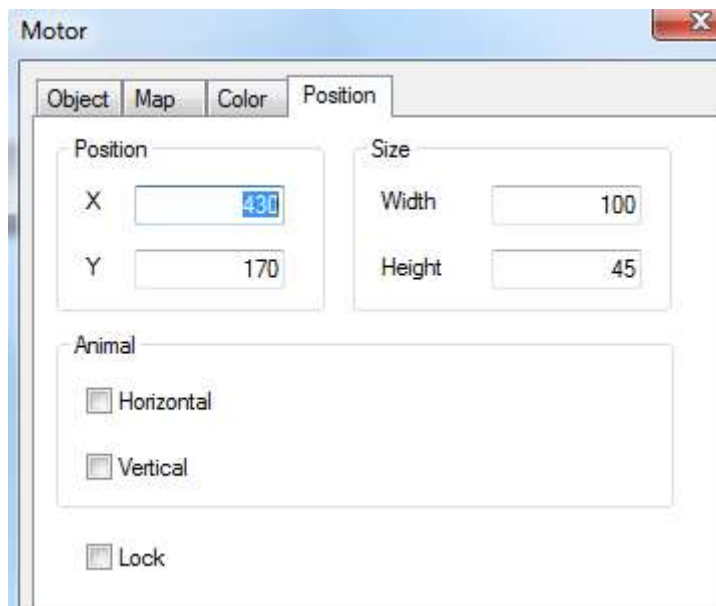 Motor
Object Map Color Position
Position Size
X 430 Width 100
Y 170 Height 45
Animal
Horizontal
Vertical
Lock